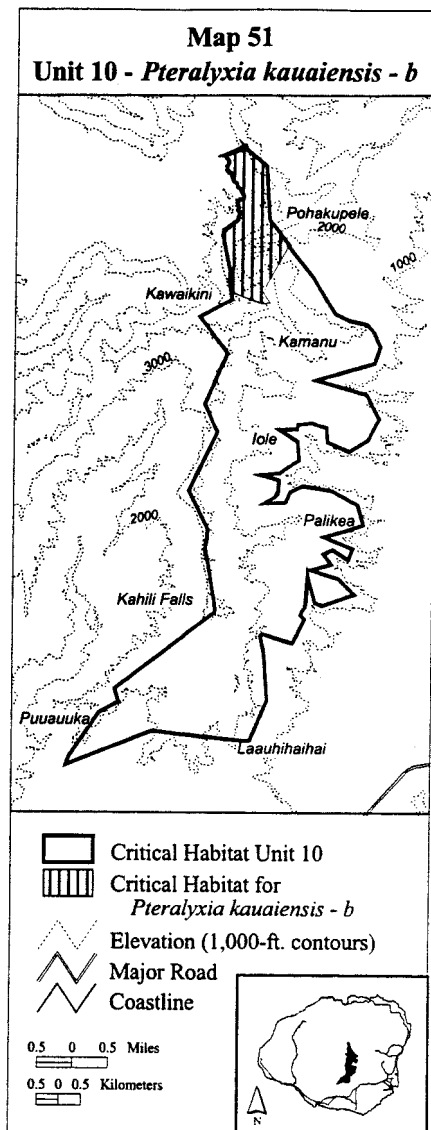 Map 51
Unit 10 - Pteralyxia kauaiensis - b
Pohakupele
2000
1000
Kawaikini
Kamanu
3000
Iole
2000
Palikea
Kahili Falls
Puuauuka
Laauhihaihai
Critical Habitat Unit 10
Critical Habitat for
Pteralyxia kauaiensis - b
Elevation (1,000-ft. contours)
Major Road
Coastline
0.5 0 0.5 Miles
0.5 0 0.5 Kilometers
N